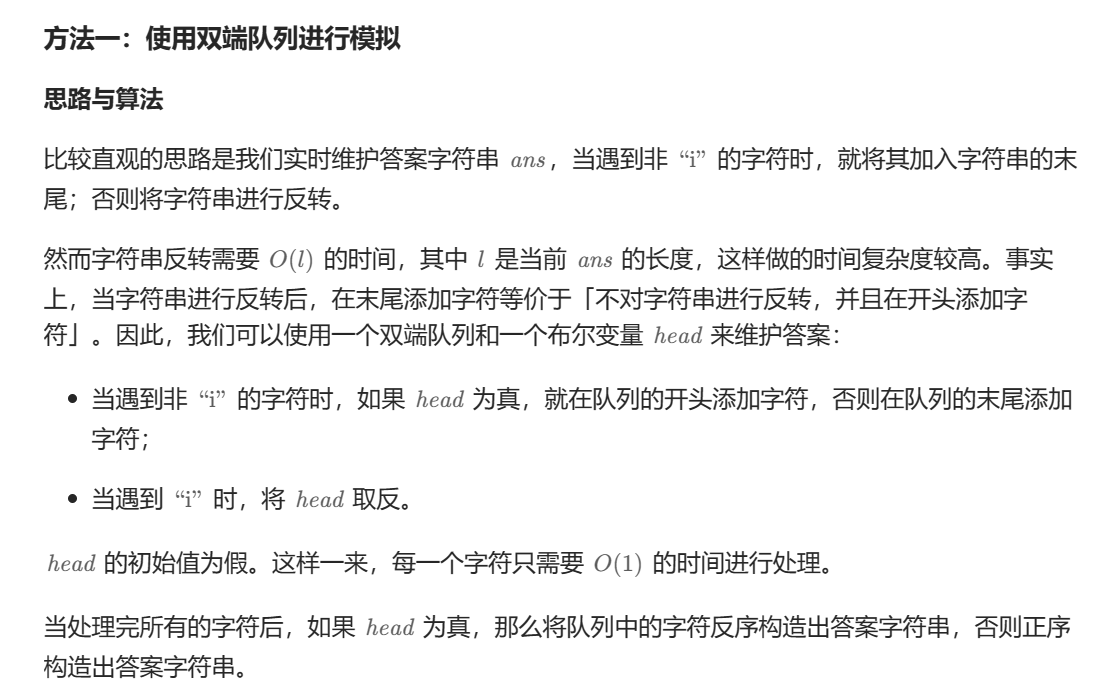 方法一：使用双端队列进行模拟
思路与算法
比较直观的思路是我们实时维护答案字符串 ans，当遇到非 “i” 的字符时，就将其加入字符串的末
尾；否则将字符串进行反转。
然而字符串反转需要 O(l) 的时间，其中 l 是当前 ans 的长度，这样做的时间复杂度较高。事实
上，当字符串进行反转后，在末尾添加字符等价于「不对字符串进行反转，并且在开头添加字
符」。因此，我们可以使用一个双端队列和一个布尔变量 head 来维护答案：
• 当遇到非 “i” 的字符时，如果 head 为真，就在队列的开头添加字符，否则在队列的末尾添加
字符；
• 当遇到 “i” 时，将 head 取反。
head 的初始值为假。这样一来，每一个字符只需要 O(1) 的时间进行处理。
当处理完所有的字符后，如果 head 为真，那么将队列中的字符反序构造出答案字符串，否则正序
构造出答案字符串。